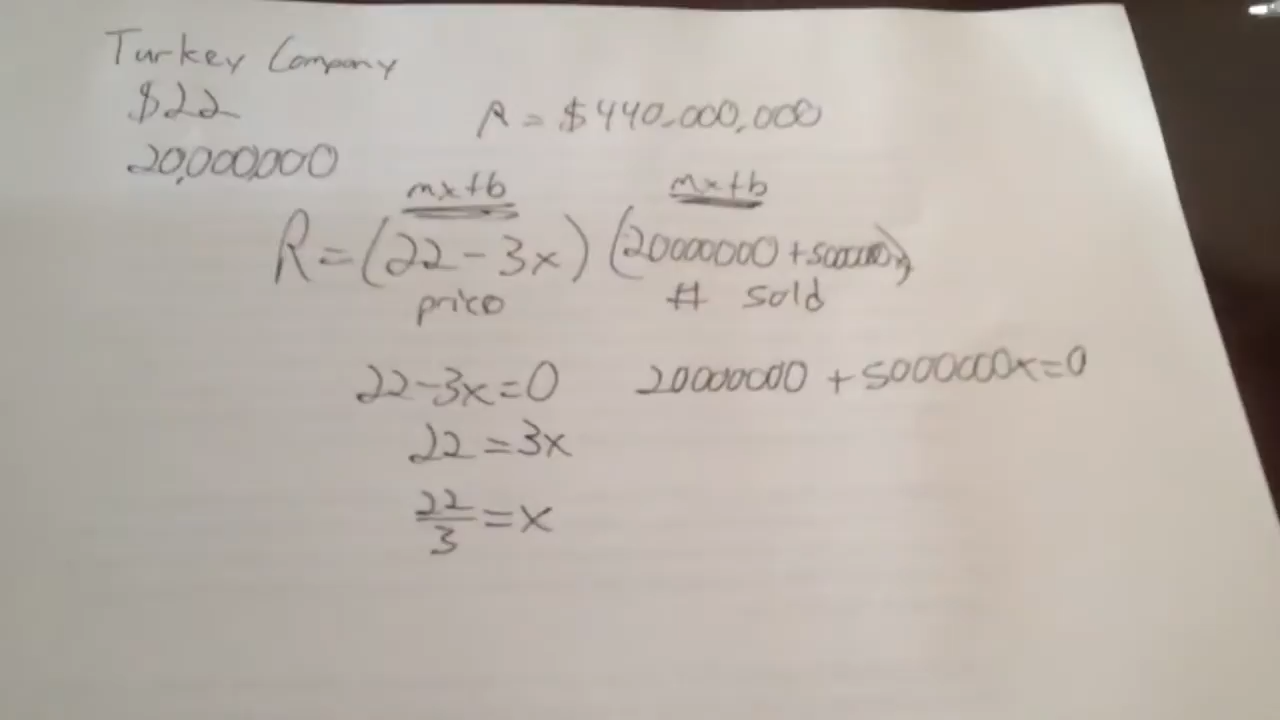 Turkey Company
$22
R = $440,000,000
20,000,000
mx+b mx+b
R = (22 - 3x) (20000000 + 5000000x)
price # sold
22-3x=0 20000000 + 5000000x=0
22 = 3x
22/3 = x